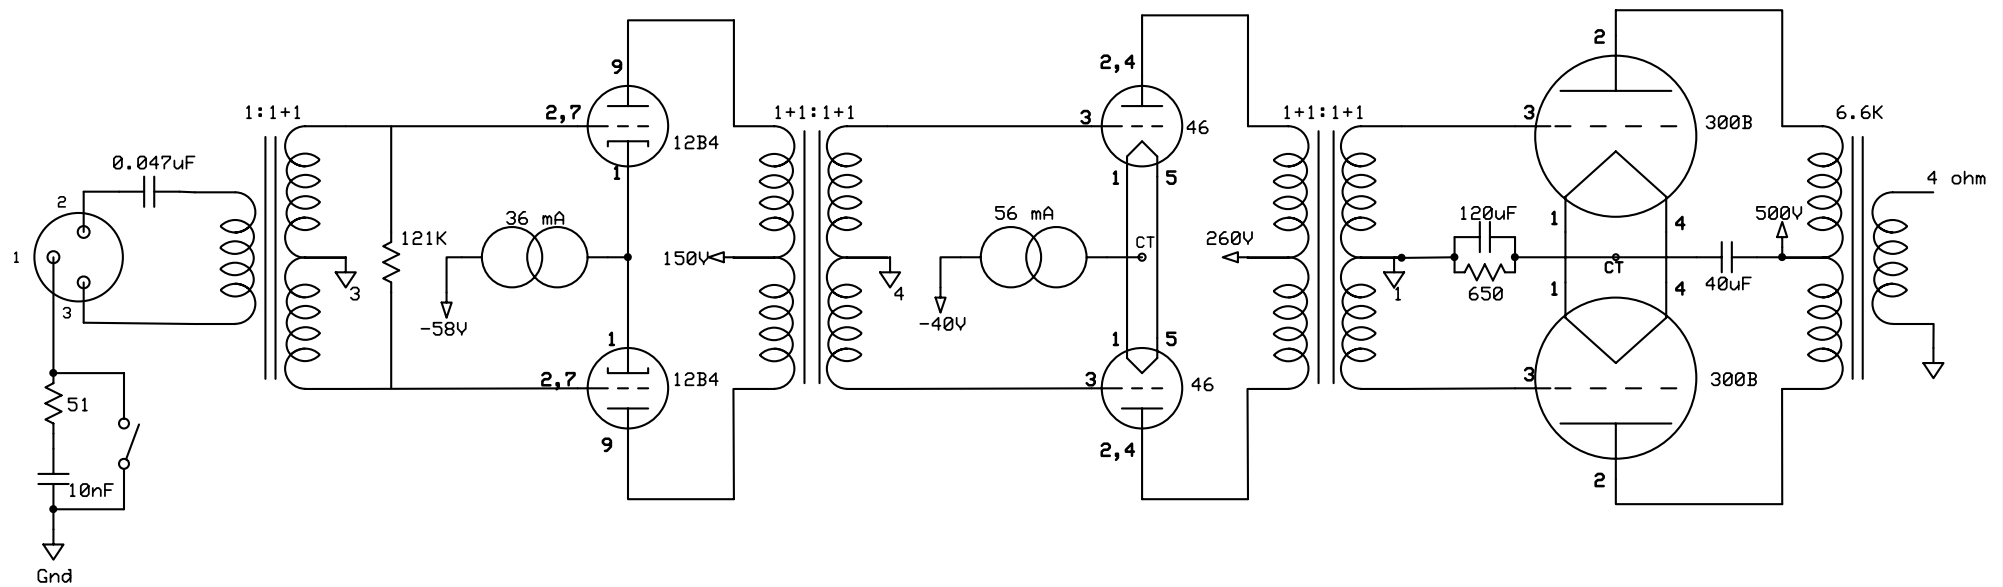 1:1+1
0.047uF
2
1
3
51
10nF
Gnd
121K
3
36 mA
-58V
9
2,7
12B4
1
1
2,7
12B4
9
150V
1+1:1+1
4
56 mA
-40V
2,4
3
46
1
5
CT
1
5
3
46
2,4
260V
1+1:1+1
1
120uF
650
2
3
300B
1
4
CT
1
4
3
300B
2
40uF
500V
6.6K
4 ohm